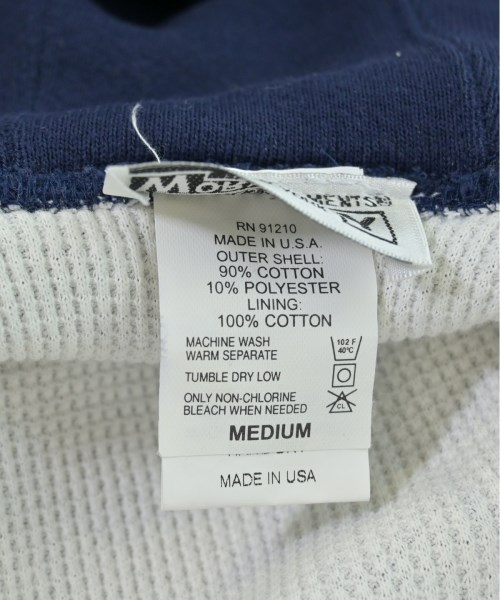 RN 91210
MADE IN U.S.A.
OUTER SHELL:
90% COTTON
10% POLYESTER
LINING:
100% COTTON
MACHINE WASH
WARM SEPARATE
102 F
40°C
TUMBLE DRY LOW
ONLY NON-CHLORINE
BLEACH WHEN NEEDED
CL
MEDIUM
MADE IN USA